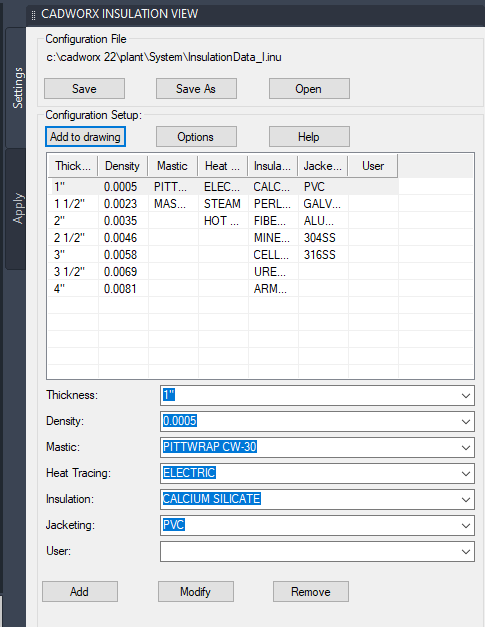 CADWORX INSULATION VIEW
Settings
Apply
Configuration File
c:\cadworx 22\plant\System\InsulationData_I.inu
Save Save As Open
Configuration Setup:
Add to drawing Options Help
Thick... Density Mastic Heat ... Insula... Jacke... User
1" 0.0005 PITT... ELEC... CALC... PVC
1 1/2" 0.0023 MAS... STEAM PERL... GALV...
2" 0.0035 HOT ... FIBE... ALU...
2 1/2" 0.0046 MINE... 304SS
3" 0.0058 CELL... 316SS
3 1/2" 0.0069 URE...
4" 0.0081 ARM...
Thickness: 1"
Density: 0.0005
Mastic: PITTWRAP CW-30
Heat Tracing: ELECTRIC
Insulation: CALCIUM SILICATE
Jacketing: PVC
User:
Add Modify Remove